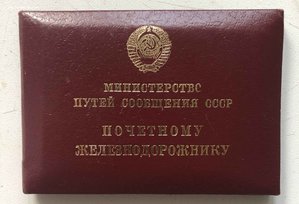 МИНИСТЕРСТВО
ПУТЕЙ СООБЩЕНИЯ СССР
ПОЧЕТНОМУ
ЖЕЛЕЗНОДОРОЖНИКУ